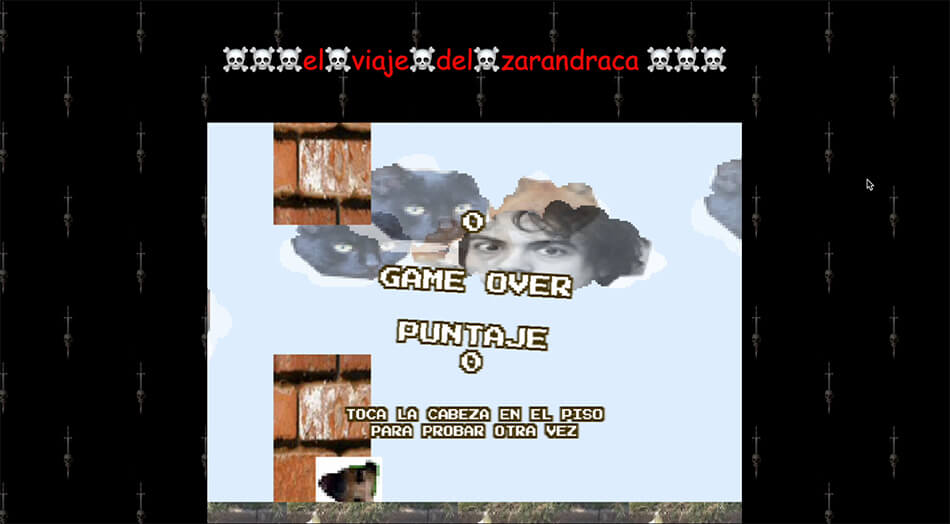 ☠️☠️☠️el☠️viaje☠️del☠️zarandraca ☠️☠️☠️
0
GAME OVER
PUNTAJE
0
TOCA LA CABEZA EN EL PISO
PARA PROBAR OTRA VEZ